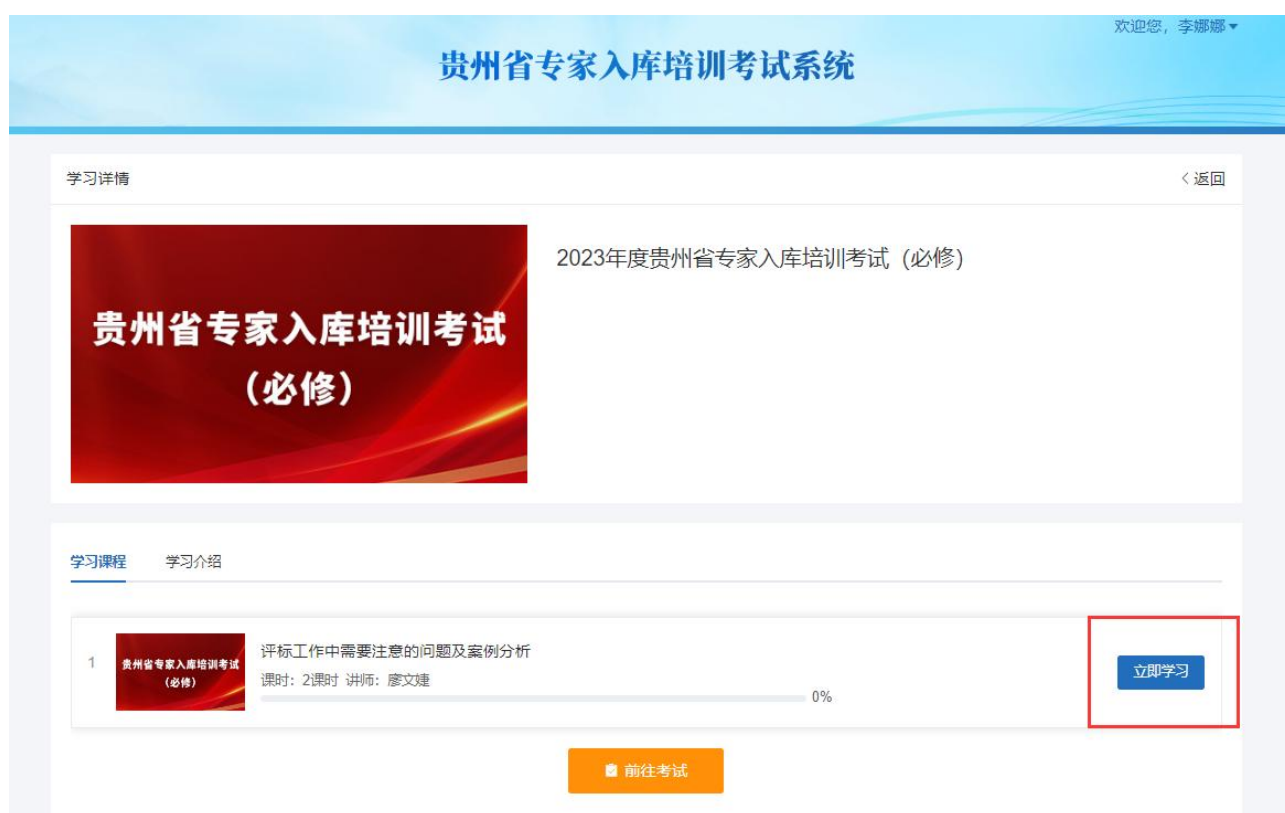 欢迎您，李娜娜
贵州省专家入库培训考试系统
学习详情
返回
2023年度贵州省专家入库培训考试（必修）
贵州省专家入库培训考试
（必修）
学习课程 学习介绍
1
贵州省专家入库培训考试
（必修）
评标工作中需要注意的问题及案例分析
课时：2课时 讲师：廖文婕
0%
立即学习
前往考试